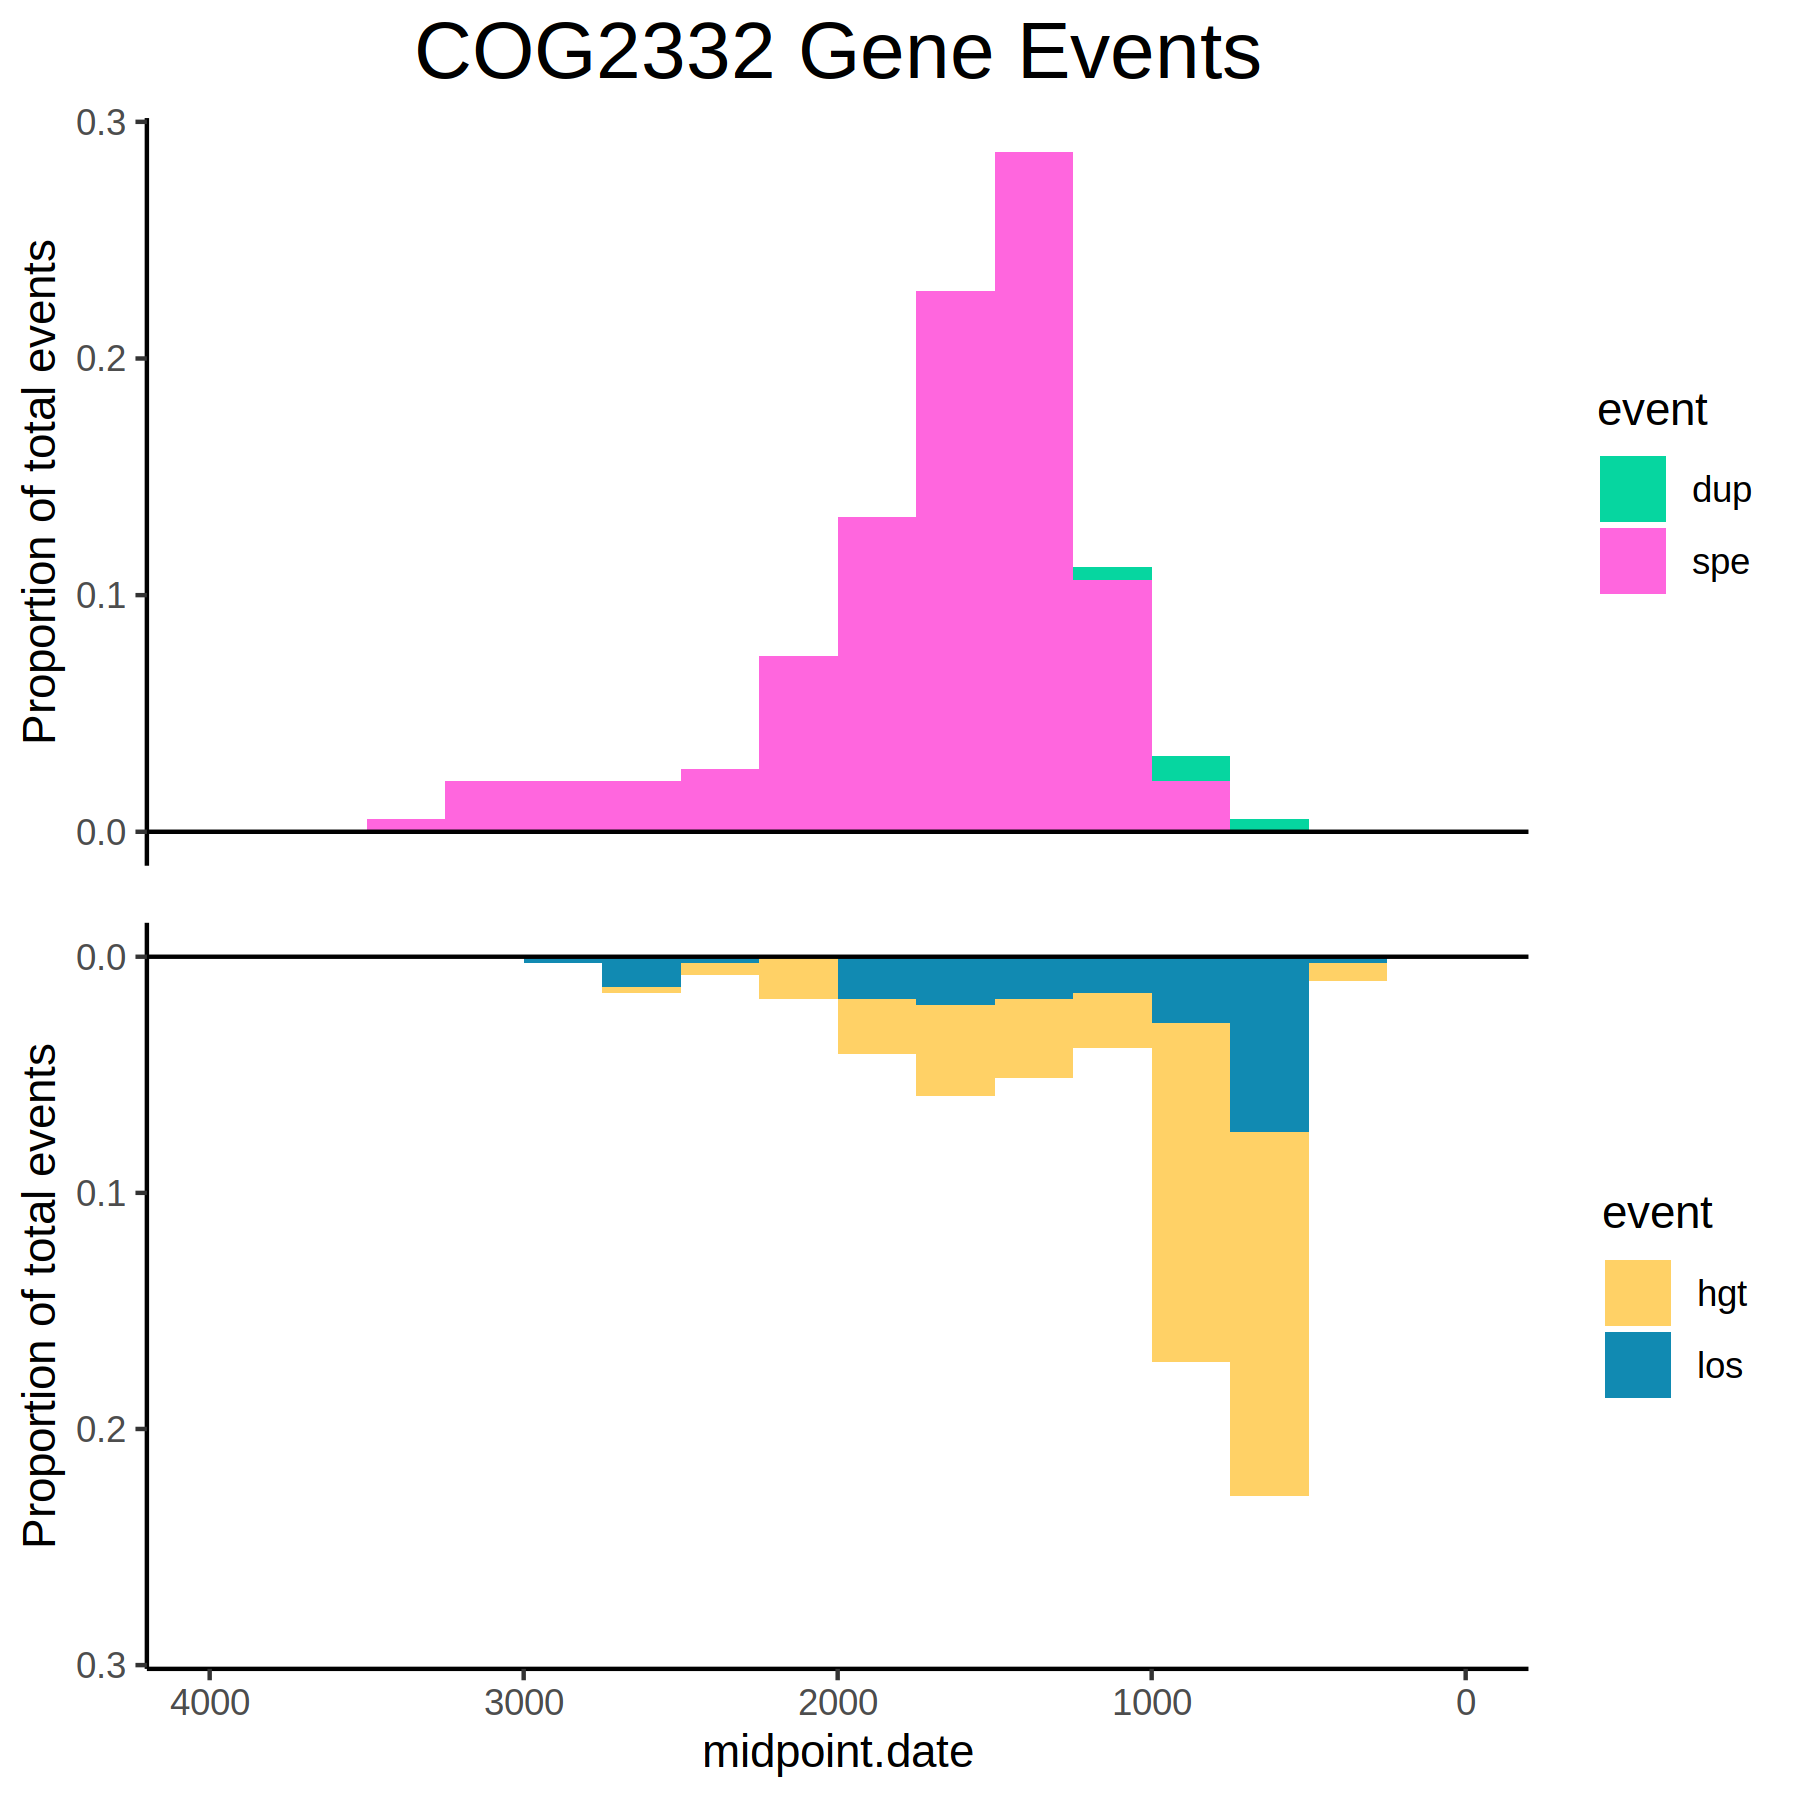 COG2332 Gene Events
0.3
0.2
0.1
0.0
Proportion of total events
event
dup
spe
0.0
0.1
0.2
0.3
Proportion of total events
event
hgt
los
4000 3000 2000 1000 0
midpoint.date